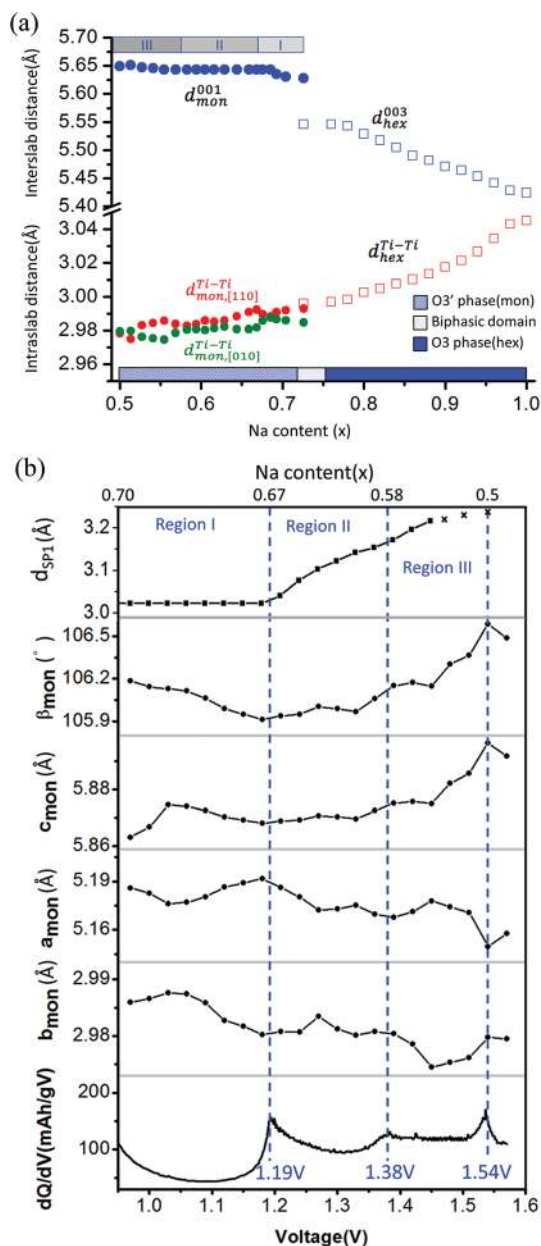 (a)
5.70
5.65
5.60
5.55
5.50
5.45
5.40
Interslab distance(Å)
III II I
d_mon^001
d_hex^003
3.04
3.02
3.00
2.98
2.96
Intraslab distance(Å)
d_mon,[110]^Ti-Ti
d_mon,[010]^Ti-Ti
d_hex^Ti-Ti
O3' phase(mon)
Biphasic domain
O3 phase(hex)
0.5 0.6 0.7 0.8 0.9 1.0
Na content (x)
(b)
Na content(x)
0.70 0.67 0.58 0.5
Region I Region II Region III
d_SP1(Å)
3.2
3.1
3.0
β_mon(°)
106.5
106.2
105.9
c_mon(Å)
5.88
5.86
a_mon(Å)
5.19
5.16
b_mon(Å)
2.99
2.98
dQ/dV(mAh/gV)
200
100
1.19V 1.38V 1.54V
1.0 1.1 1.2 1.3 1.4 1.5 1.6
Voltage(V)